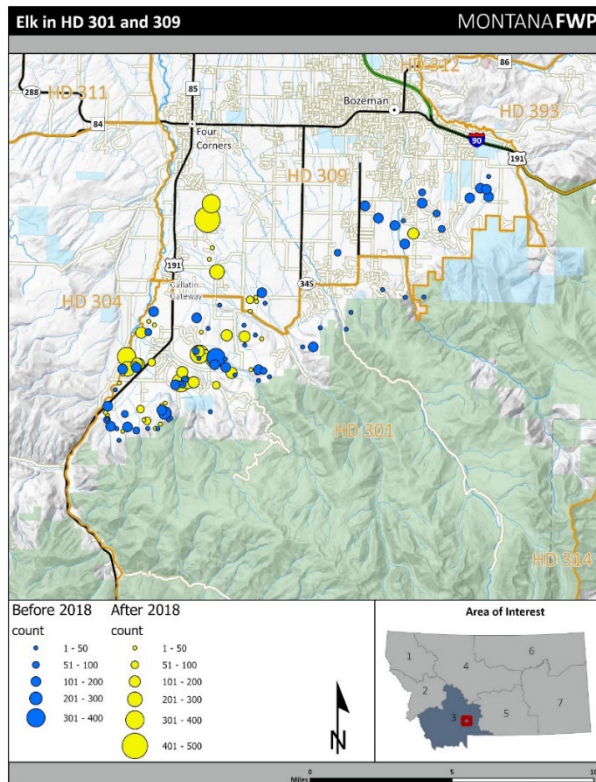 Elk in HD 301 and 309
MONTANA FWP
HD 312
86
HD 311
288
85
Bozeman
HD 393
84
Four
Corners
90
191
HD 309
191
HD 304
Gallatin
Gateway
345
HD 301
HD 314
Before 2018
count
1 - 50
51 - 100
101 - 200
201 - 300
301 - 400
After 2018
count
1 - 50
51 - 100
101 - 200
201 - 300
301 - 400
401 - 500
N
Area of Interest
1
4
6
2
3
5
7
Miles
0
5
10